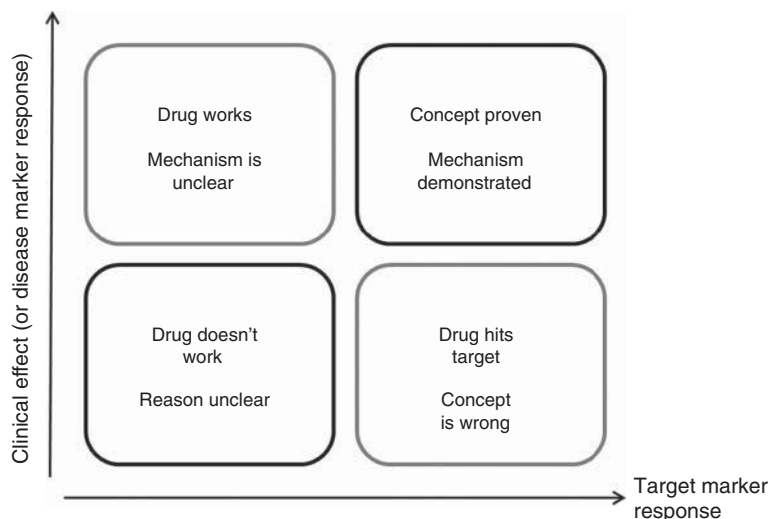 Clinical effect (or disease marker response)
Drug works
Mechanism is
unclear
Concept proven
Mechanism
demonstrated
Drug doesn’t
work
Reason unclear
Drug hits
target
Concept
is wrong
Target marker
response